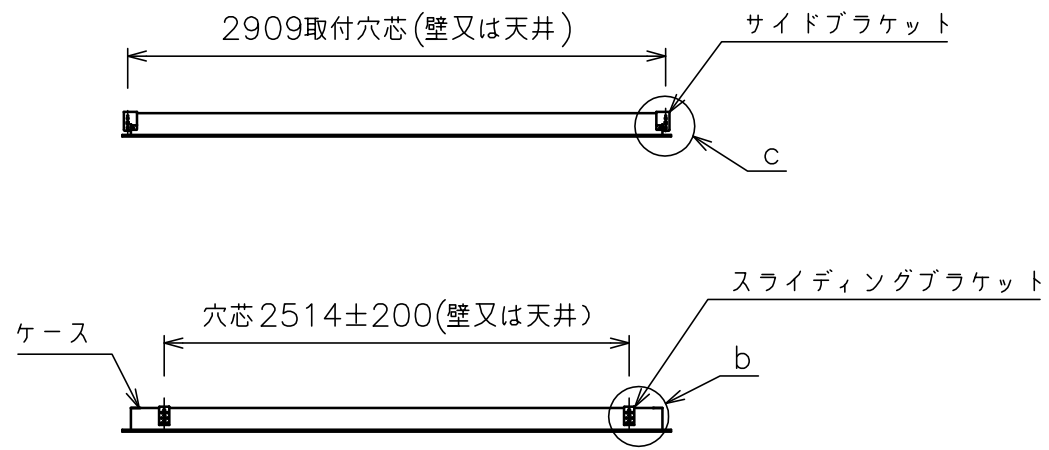 2909取付穴芯(壁又は天井)
サイドブラケット
c
スライディングブラケット
穴芯2514±200(壁又は天井)
ケース
b